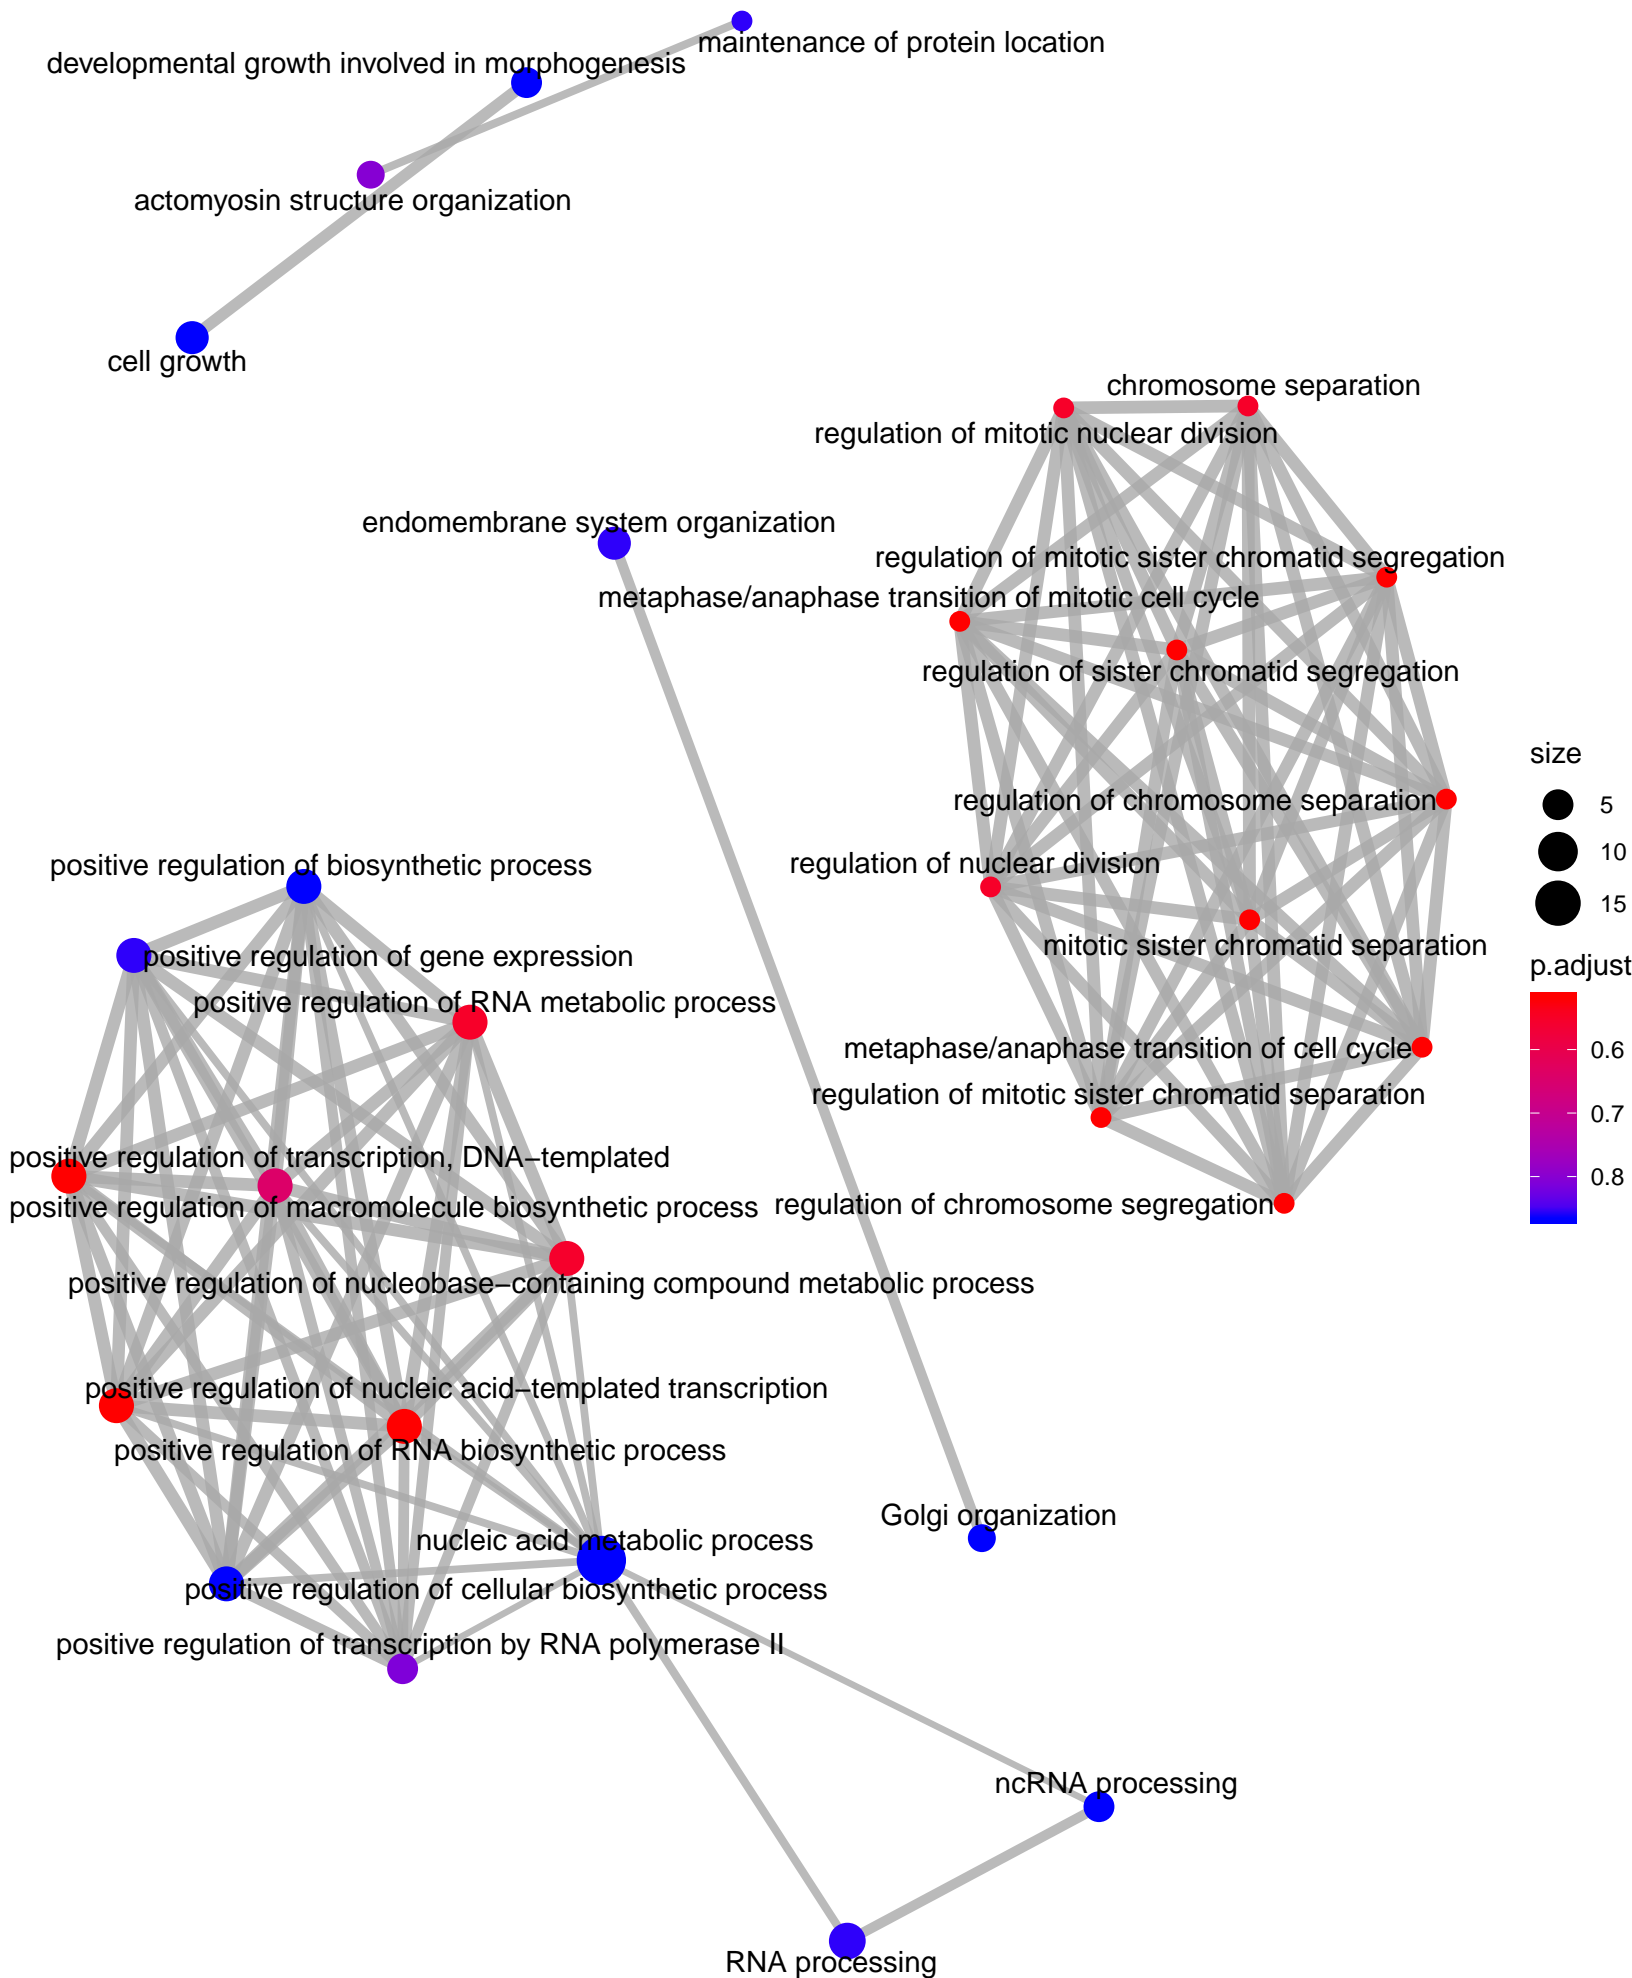 maintenance of protein location
developmental growth involved in morphogenesis
actomyosin structure organization
cell growth
chromosome separation
regulation of mitotic nuclear division
endomembrane system organization
regulation of mitotic sister chromatid segregation
metaphase/anaphase transition of mitotic cell cycle
regulation of sister chromatid segregation
size
5
10
15
regulation of chromosome separation
regulation of nuclear division
positive regulation of biosynthetic process
mitotic sister chromatid separation
positive regulation of gene expression
p.adjust
0.6
0.7
0.8
positive regulation of RNA metabolic process
metaphase/anaphase transition of cell cycle
regulation of mitotic sister chromatid separation
positive regulation of transcription, DNA−templated
positive regulation of macromolecule biosynthetic process
regulation of chromosome segregation
positive regulation of nucleobase−containing compound metabolic process
positive regulation of nucleic acid−templated transcription
positive regulation of RNA biosynthetic process
Golgi organization
nucleic acid metabolic process
positive regulation of cellular biosynthetic process
positive regulation of transcription by RNA polymerase II
ncRNA processing
RNA processing